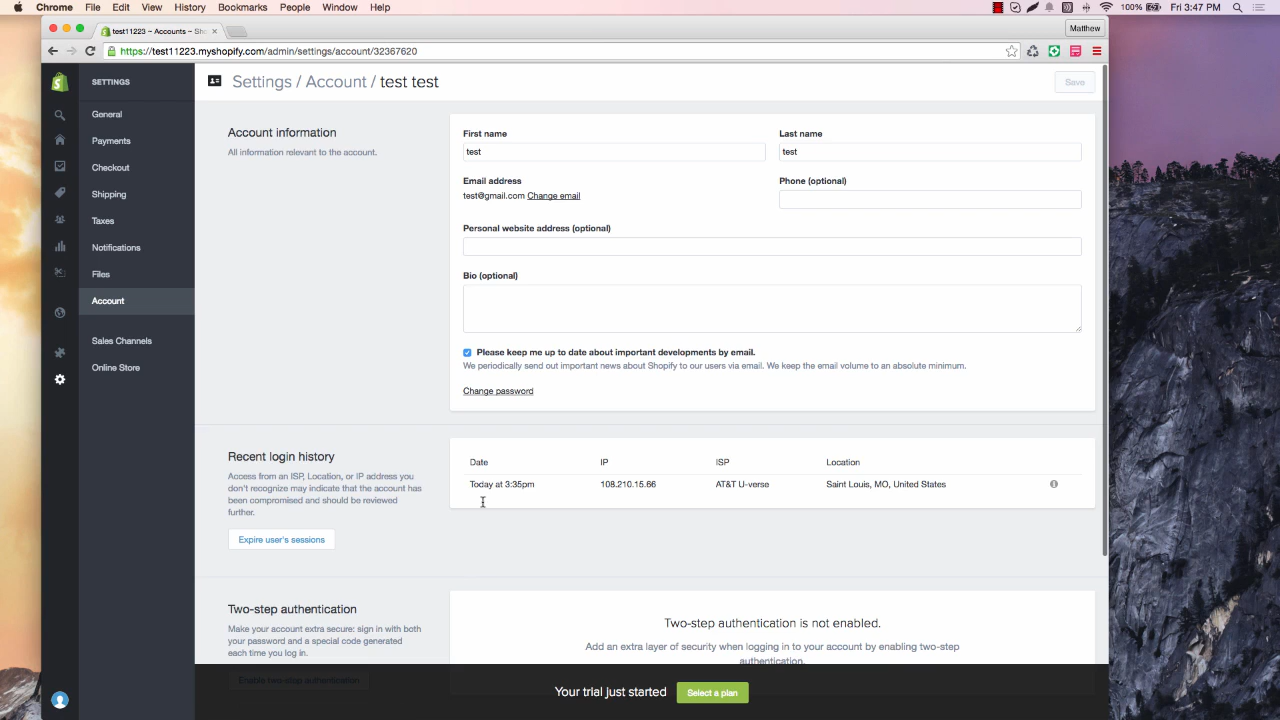 Chrome File Edit View History Bookmarks People Window Help 100% Fri 3:47 PM
test11223 ~ Accounts ~ Sho Matthew
https://test11223.myshopify.com/admin/settings/account/32367620
SETTINGS
Settings / Account / test test
Save
General
Payments
Checkout
Shipping
Taxes
Notifications
Files
Account
Sales Channels
Online Store
Account information
All information relevant to the account.
First name
test
Last name
test
Email address
test@gmail.com Change email
Phone (optional)
Personal website address (optional)
Bio (optional)
Please keep me up to date about important developments by email.
We periodically send out important news about Shopify to our users via email. We keep the email volume to an absolute minimum.
Change password
Recent login history
Access from an ISP, Location, or IP address you
don't recognize may indicate that the account has
been compromised and should be reviewed
further.
Expire user's sessions
Date IP ISP Location
Today at 3:35pm 108.210.15.66 AT&T U-verse Saint Louis, MO, United States
Two-step authentication
Make your account extra secure: sign in with both
your password and a special code generated
each time you log in.
Enable two-step authentication
Two-step authentication is not enabled.
Add an extra layer of security when logging in to your account by enabling two-step
authentication.
Your trial just started Select a plan